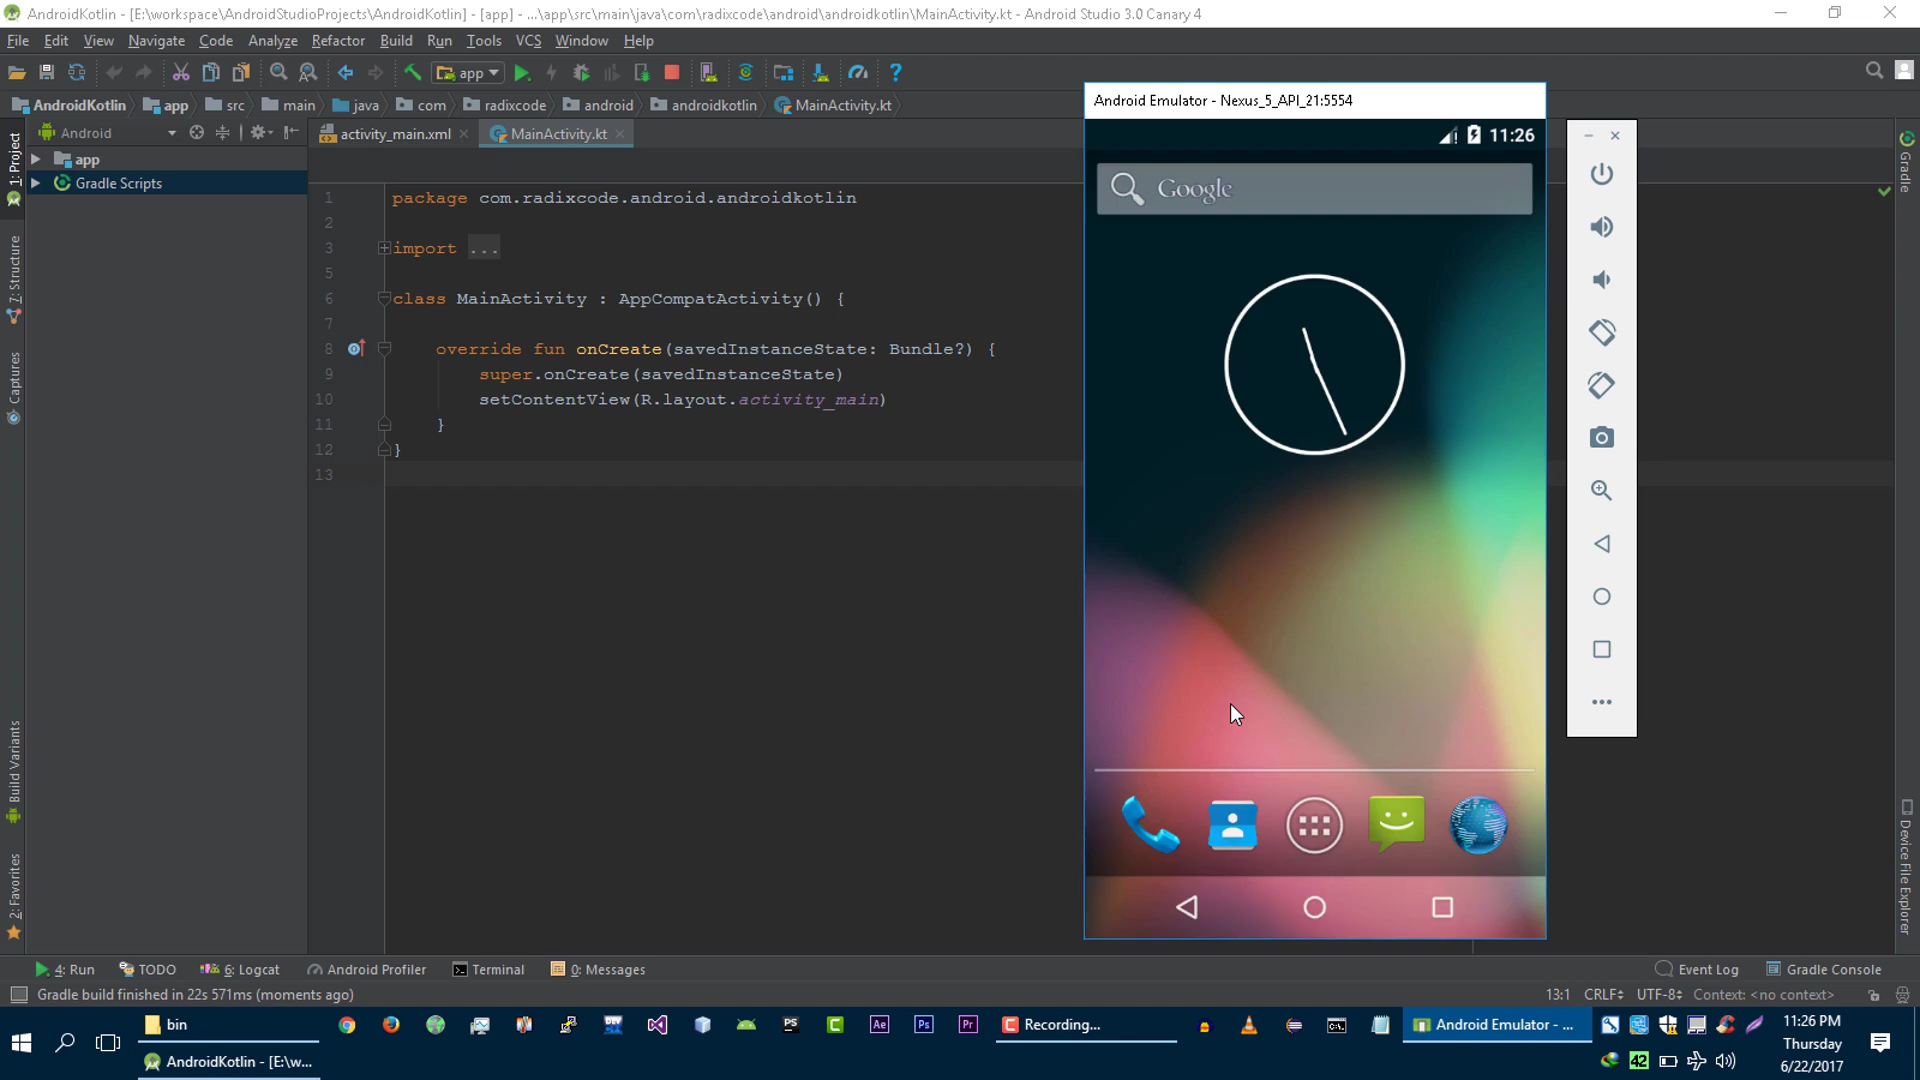 AndroidKotlin - [E:\workspace\AndroidStudioProjects\AndroidKotlin] - [app] - ...\app\src\main\java\com\radixcode\android\androidkotlin\MainActivity.kt - Android Studio 3.0 Canary 4
File Edit View Navigate Code Analyze Refactor Build Run Tools VCS Window Help
app
AndroidKotlin app src main java com radixcode android androidkotlin MainActivity.kt
Android Emulator - Nexus_5_API_21:5554
Android
activity_main.xml
MainActivity.kt
11:26
1: Project
app
Gradle Scripts
Google
Gradle
1 package com.radixcode.android.androidkotlin
2
3 import ...
5
6 class MainActivity : AppCompatActivity() {
7
8 override fun onCreate(savedInstanceState: Bundle?) {
9 super.onCreate(savedInstanceState)
10 setContentView(R.layout.activity_main)
11 }
12 }
13
7: Structure
Captures
Build Variants
2: Favorites
Device File Explorer
4: Run TODO 6: Logcat Android Profiler Terminal 0: Messages Event Log Gradle Console
Gradle build finished in 22s 571ms (moments ago) 13:1 CRLF UTF-8 Context: <no context>
bin
PS
C
Ae
Ps
Pr
Recording...
Android Emulator - ...
11:26 PM
Thursday
6/22/2017
AndroidKotlin - [E:\w...
42